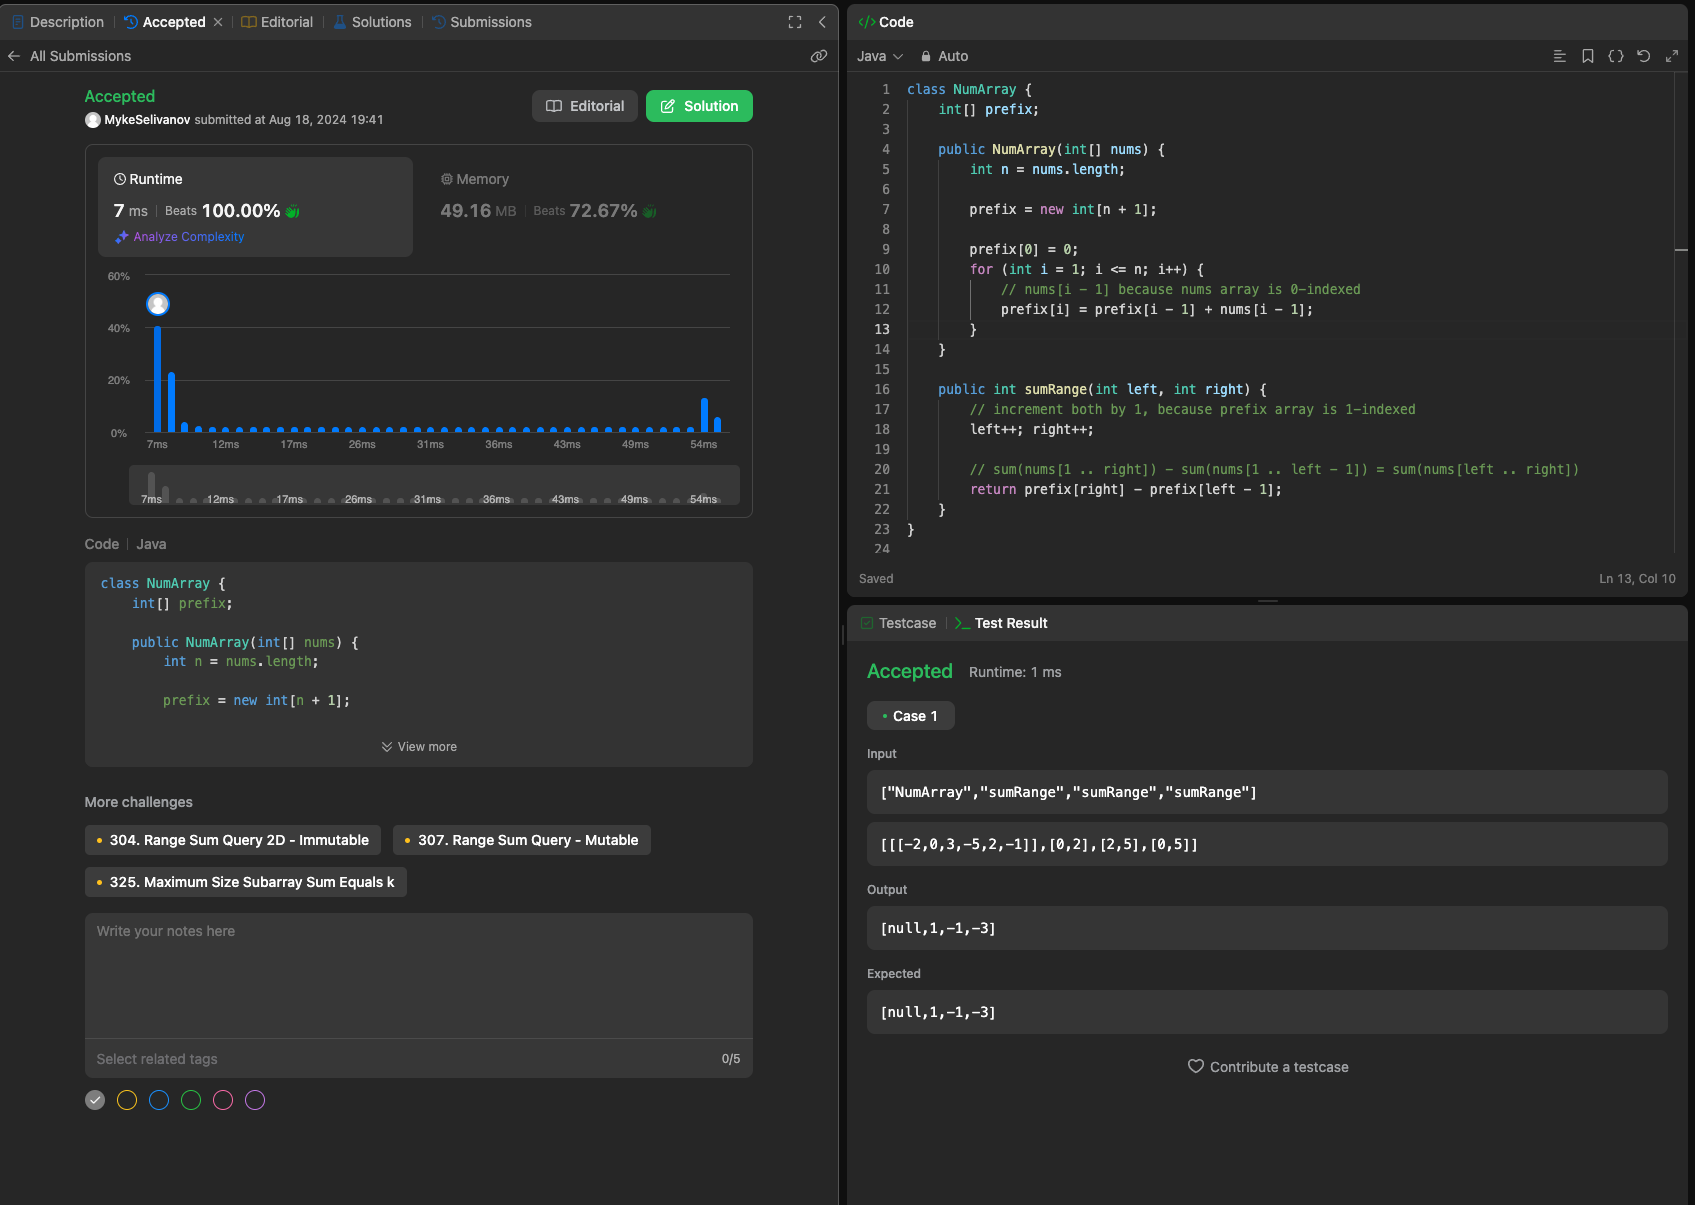 Description
Accepted
Editorial
Solutions
Submissions
All Submissions
Accepted
MykeSelivanov submitted at Aug 18, 2024 19:41
Editorial
Solution
Runtime
7 ms Beats 100.00%
Analyze Complexity
Memory
49.16 MB Beats 72.67%
60%
40%
20%
0%
7ms 12ms 17ms 26ms 31ms 36ms 43ms 49ms 54ms
7ms 12ms 17ms 26ms 31ms 36ms 43ms 49ms 54ms
Code Java
class NumArray {
    int[] prefix;
    public NumArray(int[] nums) {
        int n = nums.length;
        prefix = new int[n + 1];
View more
More challenges
304. Range Sum Query 2D - Immutable
307. Range Sum Query - Mutable
325. Maximum Size Subarray Sum Equals k
Write your notes here
Select related tags
0/5
</> Code
Java
Auto
1 class NumArray {
2     int[] prefix;
3
4     public NumArray(int[] nums) {
5         int n = nums.length;
6
7         prefix = new int[n + 1];
8
9         prefix[0] = 0;
10         for (int i = 1; i <= n; i++) {
11             // nums[i - 1] because nums array is 0-indexed
12             prefix[i] = prefix[i - 1] + nums[i - 1];
13         }
14     }
15
16     public int sumRange(int left, int right) {
17         // increment both by 1, because prefix array is 1-indexed
18         left++; right++;
19
20         // sum(nums[1 .. right]) - sum(nums[1 .. left - 1]) = sum(nums[left .. right])
21         return prefix[right] - prefix[left - 1];
22     }
23 }
24
Saved
Ln 13, Col 10
Testcase
>_ Test Result
Accepted
Runtime: 1 ms
Case 1
Input
["NumArray","sumRange","sumRange","sumRange"]
[[[-2,0,3,-5,2,-1]],[0,2],[2,5],[0,5]]
Output
[null,1,-1,-3]
Expected
[null,1,-1,-3]
Contribute a testcase